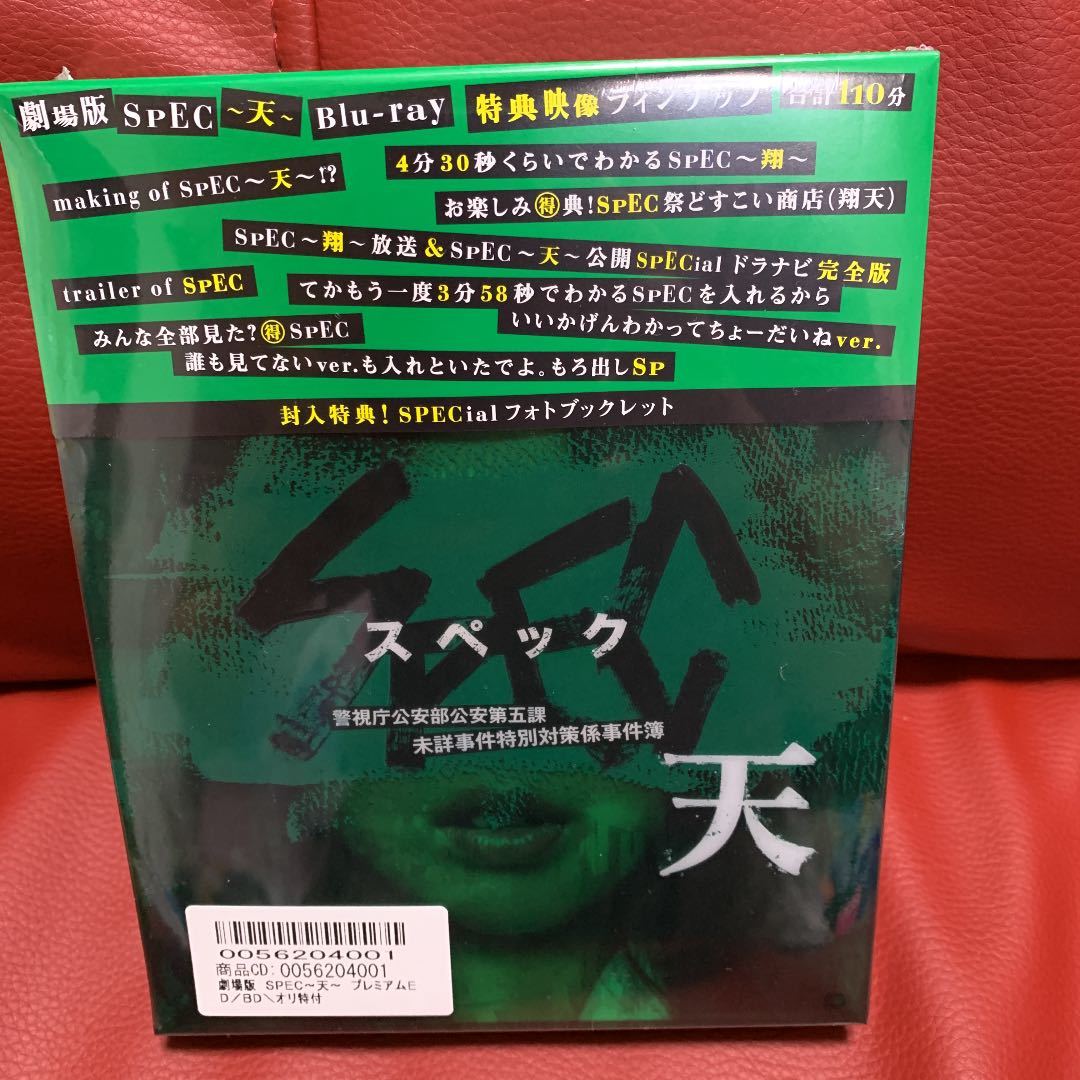 劇場版 SPEC ～天～ Blu-ray 特典映像 ラインナップ 合計110分
making of SPEC～天～!?
4分30秒くらいでわかるSPEC～翔～
お楽しみ㊝典!SPEC祭どすこい商店(翔天)
SPEC～翔～放送&SPEC～天～公開SPECialドラナビ完全版
trailer of SPEC
てかもう一度3分58秒でわかるSPECを入れるから
いいかげんわかってちょーだいねver.
みんな全部見た?㊝SPEC
誰も見てないver.も入れといたでよ。もろ出しSP
封入特典!SPECialフォトブックレット
SPEC
スペック
警視庁公安部公安第五課
未詳事件特別対策係事件簿
天
0056204001
商品CD:0056204001
劇場版 SPEC～天～ プレミアムE
D/BD\オリ特付